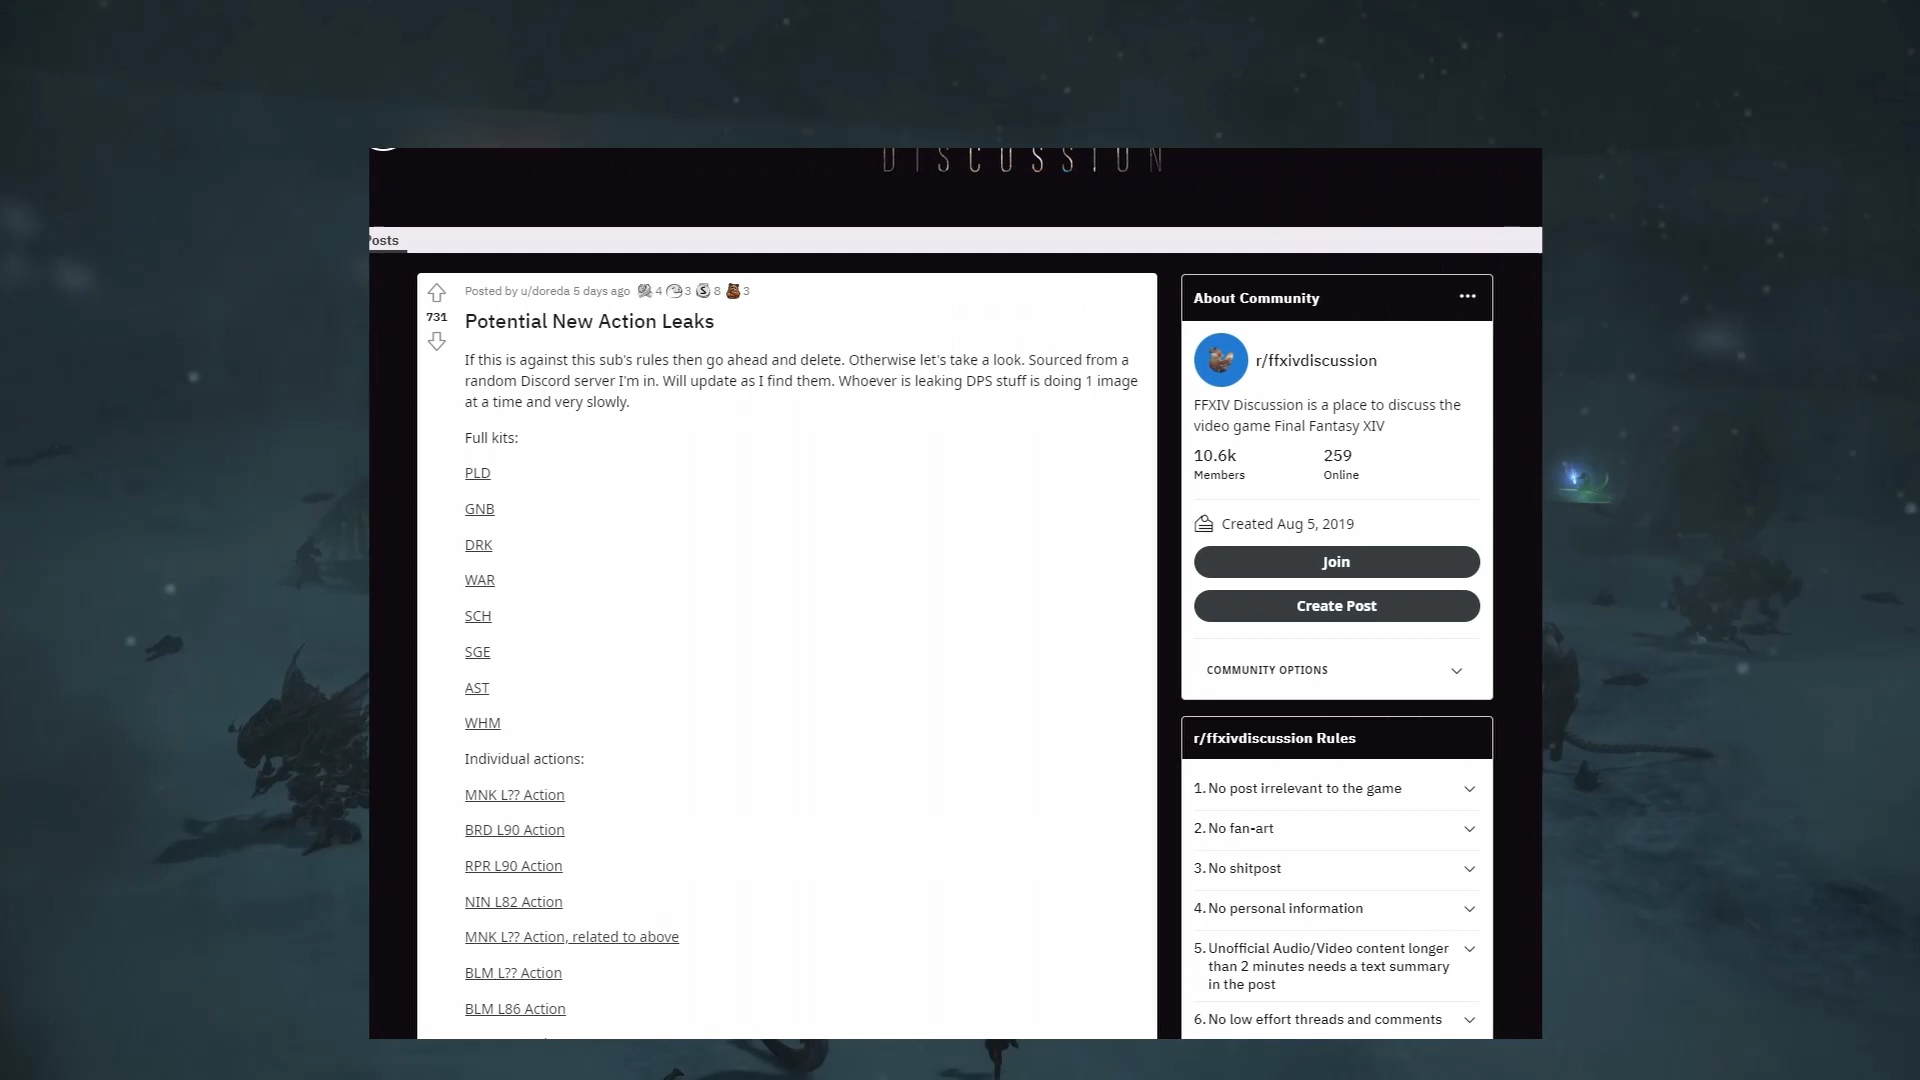 DISCUSSION
Posts
Posted by u/doreda 5 days ago 4 3 8 3
731
Potential New Action Leaks
If this is against this sub's rules then go ahead and delete. Otherwise let's take a look. Sourced from a
random Discord server I'm in. Will update as I find them. Whoever is leaking DPS stuff is doing 1 image
at a time and very slowly.
Full kits:
PLD
GNB
DRK
WAR
SCH
SGE
AST
WHM
Individual actions:
MNK L?? Action
BRD L90 Action
RPR L90 Action
NIN L82 Action
MNK L?? Action, related to above
BLM L?? Action
BLM L86 Action
About Community
r/ffxivdiscussion
FFXIV Discussion is a place to discuss the
video game Final Fantasy XIV
10.6k 259
Members Online
Created Aug 5, 2019
Join
Create Post
COMMUNITY OPTIONS
r/ffxivdiscussion Rules
1. No post irrelevant to the game
2. No fan-art
3. No shitpost
4. No personal information
5. Unofficial Audio/Video content longer
than 2 minutes needs a text summary
in the post
6. No low effort threads and comments